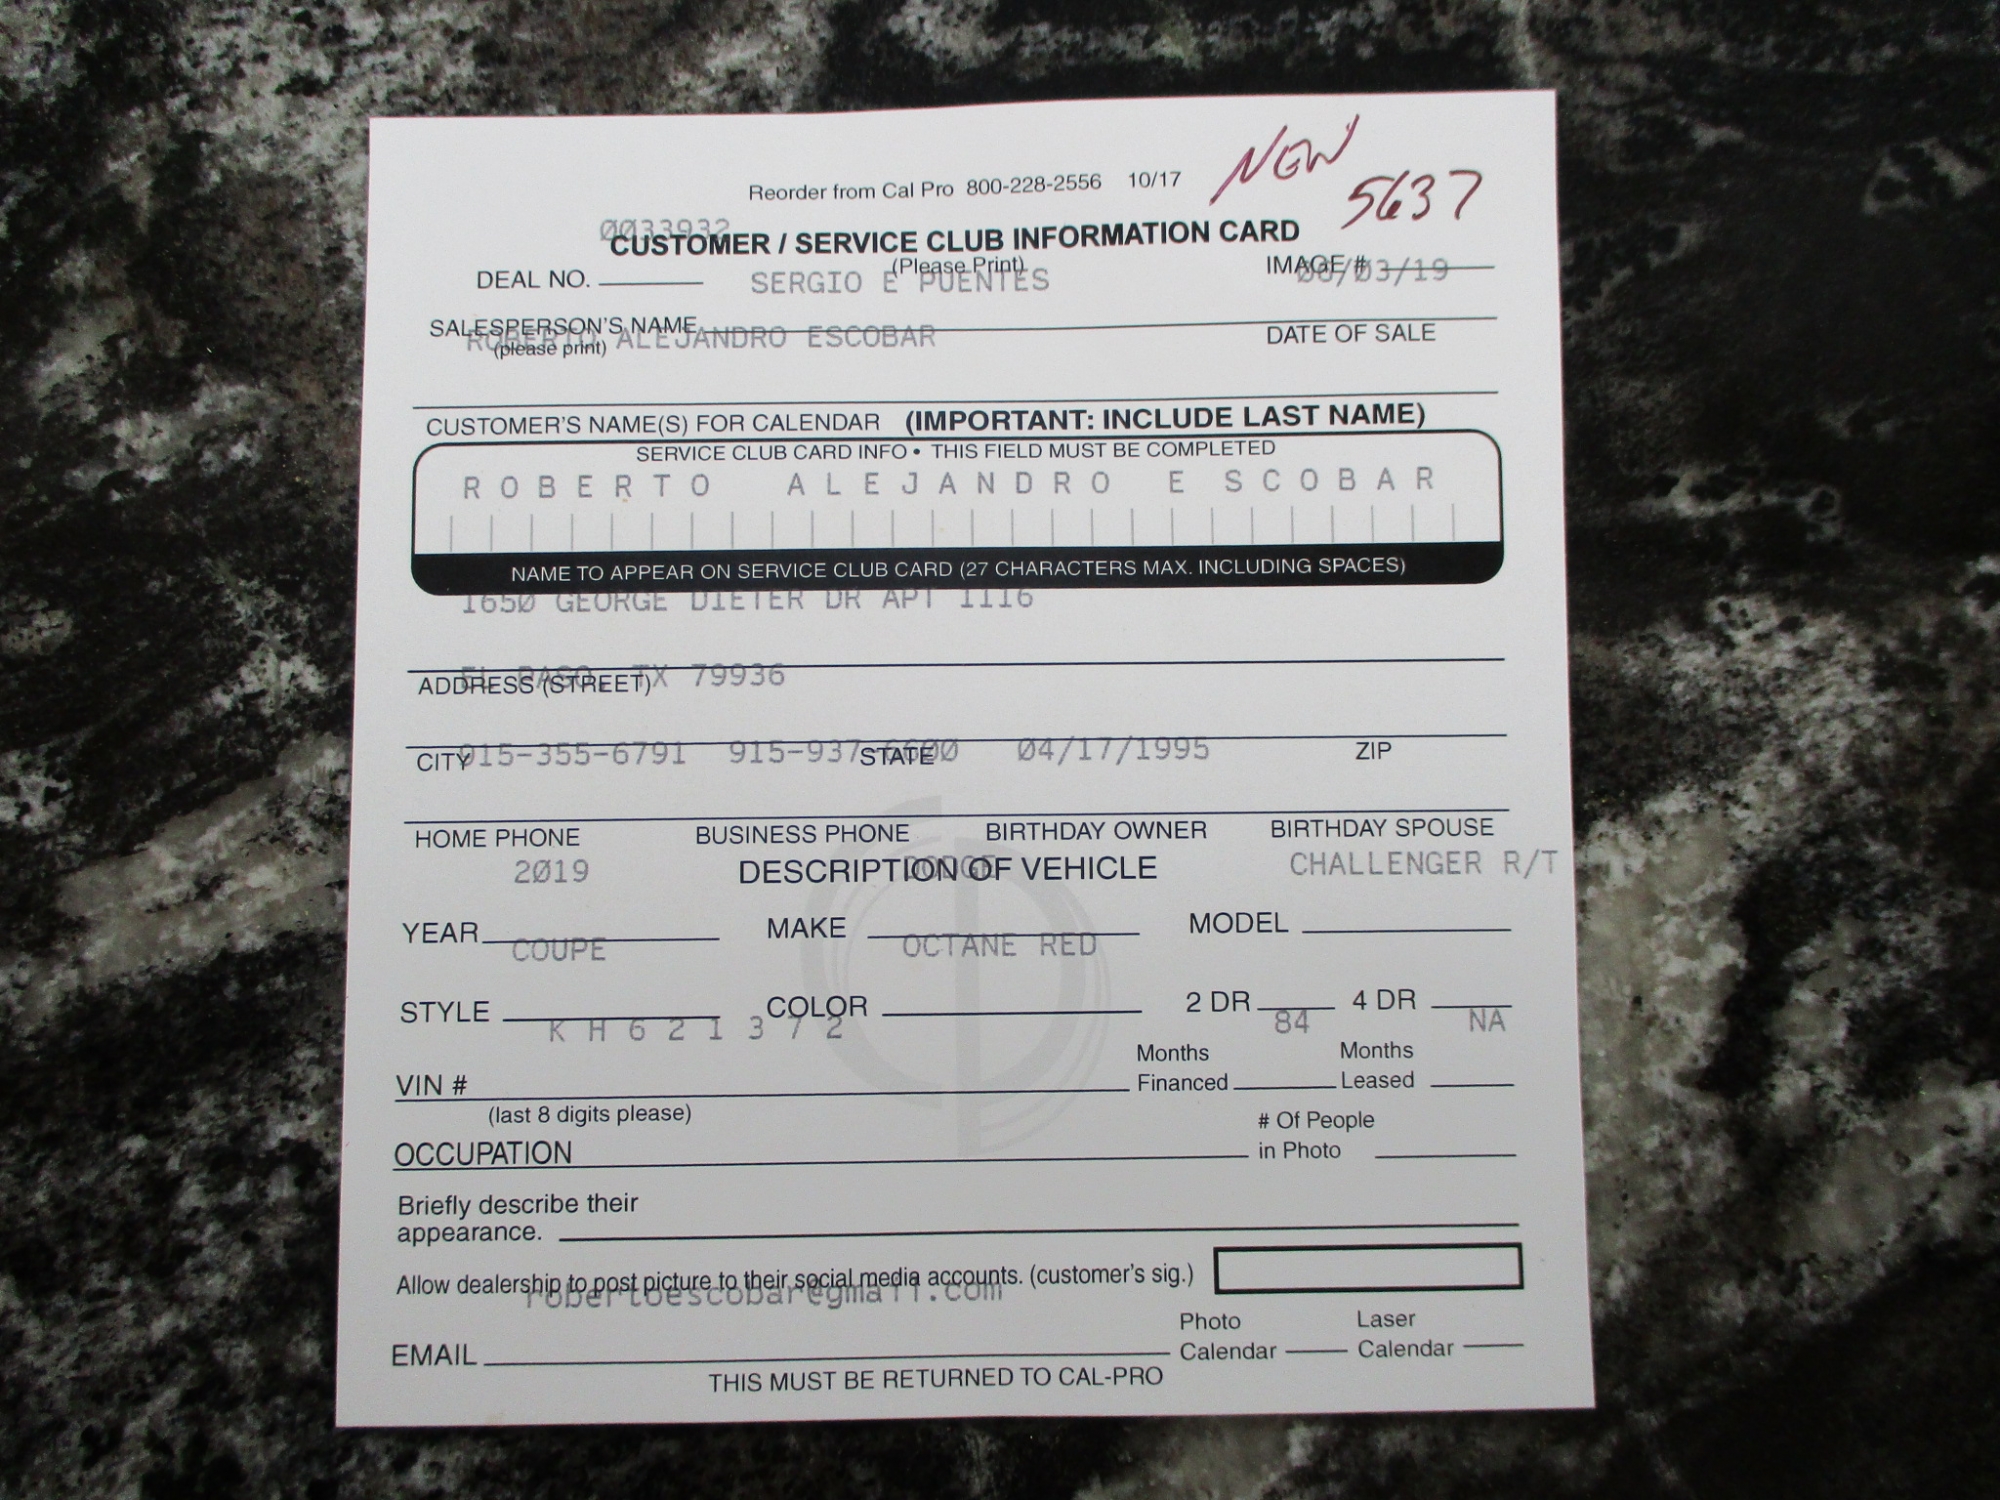 NEW
Reorder from Cal Pro 800-228-2556 10/17
5637
0033932
CUSTOMER / SERVICE CLUB INFORMATION CARD
(Please Print)
DEAL NO. SERGIO E PUENTES IMAGE # 06/03/19
SALESPERSON'S NAME DATE OF SALE
(please print)
ROBERTO ALEJANDRO ESCOBAR
CUSTOMER'S NAME(S) FOR CALENDAR (IMPORTANT: INCLUDE LAST NAME)
SERVICE CLUB CARD INFO • THIS FIELD MUST BE COMPLETED
ROBERTO ALEJANDRO ESCOBAR
NAME TO APPEAR ON SERVICE CLUB CARD (27 CHARACTERS MAX. INCLUDING SPACES)
1650 GEORGE DIETER DR APT 1116
EL PASO, TX 79936
ADDRESS (STREET)
915-355-6791 915-937-6600 04/17/1995
CITY STATE ZIP
HOME PHONE BUSINESS PHONE BIRTHDAY OWNER BIRTHDAY SPOUSE
2019 DODGE CHALLENGER R/T
DESCRIPTION OF VEHICLE
YEAR MAKE MODEL
COUPE OCTANE RED
STYLE COLOR 2 DR 4 DR
KH621372 84 NA
VIN # Months Financed Months Leased
(last 8 digits please)
OCCUPATION # Of People in Photo
Briefly describe their
appearance.
Allow dealership to post picture to their social media accounts. (customer's sig.)
robertoescobar@gmail.com
EMAIL Photo Calendar Laser Calendar
THIS MUST BE RETURNED TO CAL-PRO